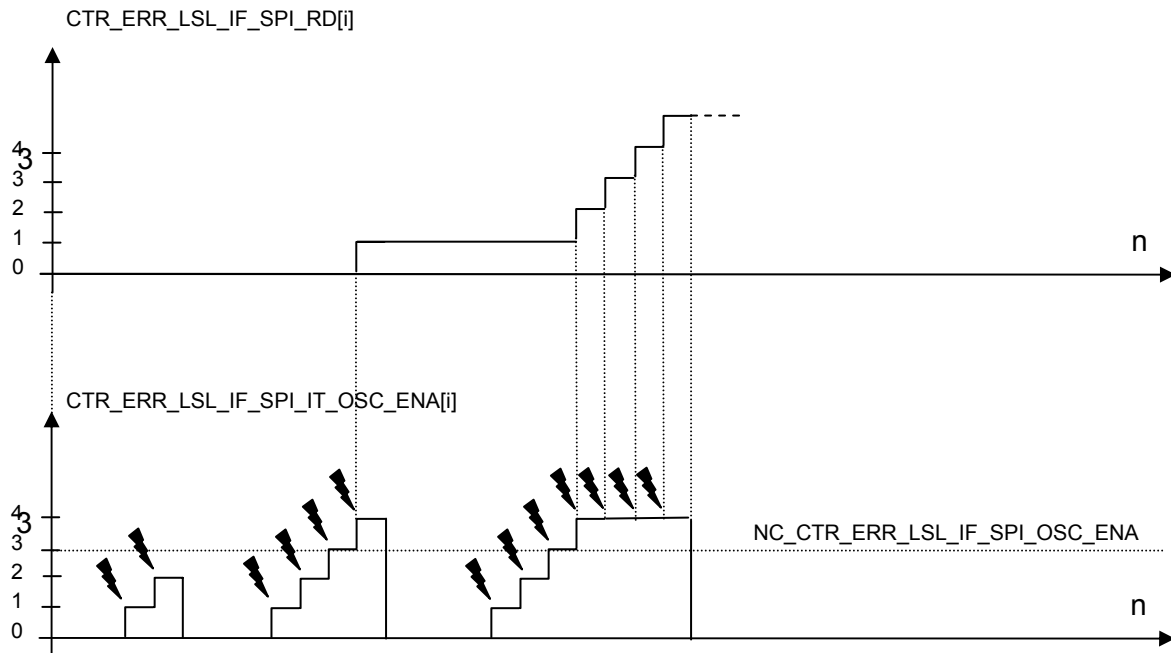 CTR_ERR_LSL_IF_SPI_RD[i]
4
3
3
2
1
0
n
CTR_ERR_LSL_IF_SPI_IT_OSC_ENA[i]
4
3
3
NC_CTR_ERR_LSL_IF_SPI_OSC_ENA
2
1
n
0